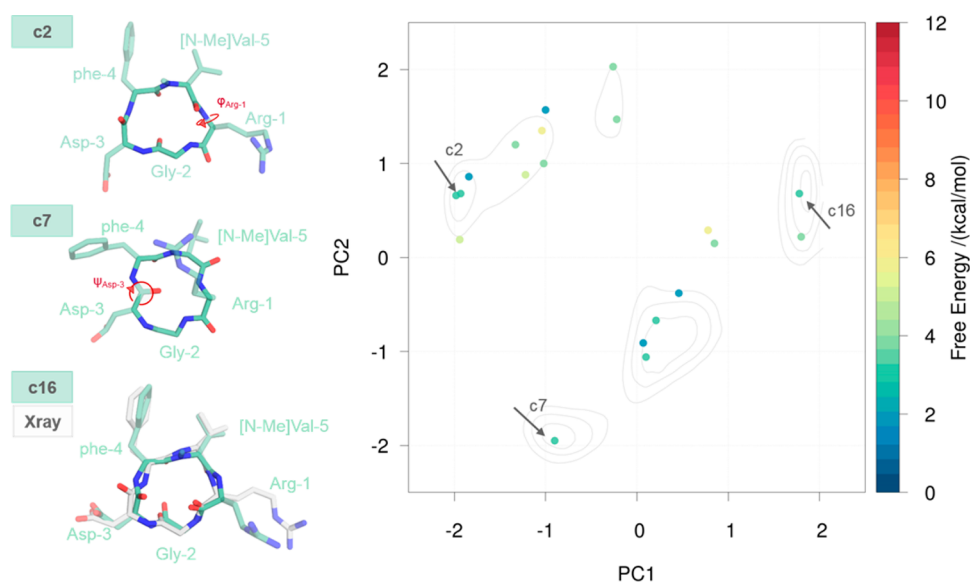 c2
[N-Me]Val-5
phe-4
φArg-1
Arg-1
Asp-3
Gly-2
c7
phe-4
[N-Me]Val-5
ΨAsp-3
Asp-3
Arg-1
Gly-2
c16
Xray
[N-Me]Val-5
phe-4
Arg-1
Asp-3
Gly-2
2
1
0
-1
-2
PC2
c2
c16
c7
-2
-1
0
1
2
PC1
12
10
8
6
4
2
0
Free Energy /(kcal/mol)